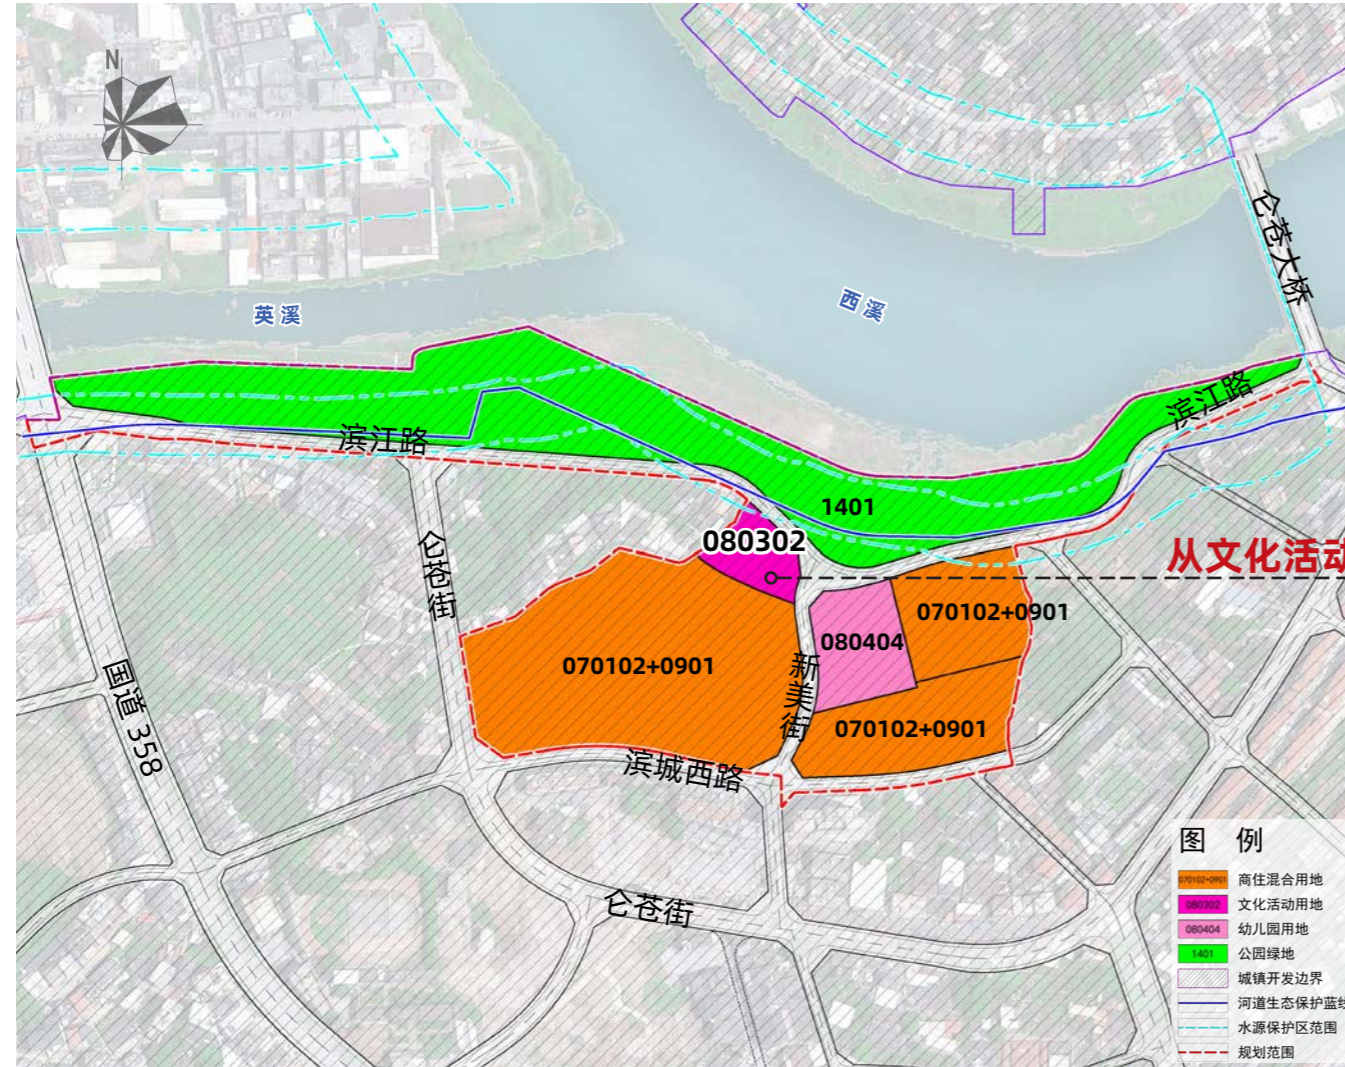 N
仑苍大桥
英溪
西溪
滨江路
滨江路
1401
080302
从文化活动
仑苍街
070102+0901
080404
070102+0901
新美街
国道 358
070102+0901
滨城西路
仑苍街
图 例
070102+0901 商住混合用地
080302 文化活动用地
080404 幼儿园用地
1401 公园绿地
城镇开发边界
河道生态保护蓝线
水源保护区范围
规划范围